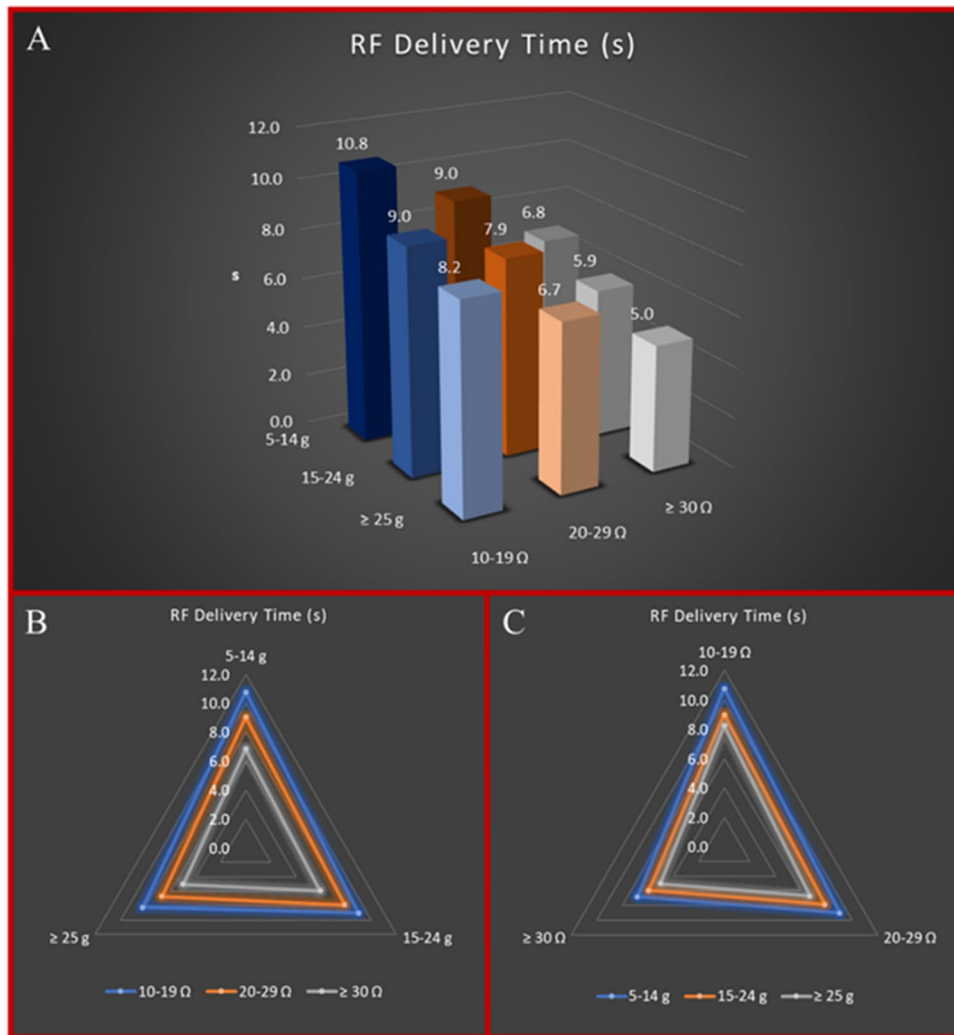 A
RF Delivery Time (s)
12.0
10.0
8.0
6.0
4.0
2.0
0.0
s
10.8
9.0
8.2
9.0
7.9
6.7
6.8
5.9
5.0
5-14 g
15-24 g
≥ 25 g
10-19 Ω
20-29 Ω
≥ 30 Ω
B
RF Delivery Time (s)
5-14 g
12.0
10.0
8.0
6.0
4.0
2.0
0.0
≥ 25 g
15-24 g
10-19 Ω 20-29 Ω ≥ 30 Ω
C
RF Delivery Time (s)
10-19 Ω
12.0
10.0
8.0
6.0
4.0
2.0
0.0
≥ 30 Ω
20-29 Ω
5-14 g 15-24 g ≥ 25 g